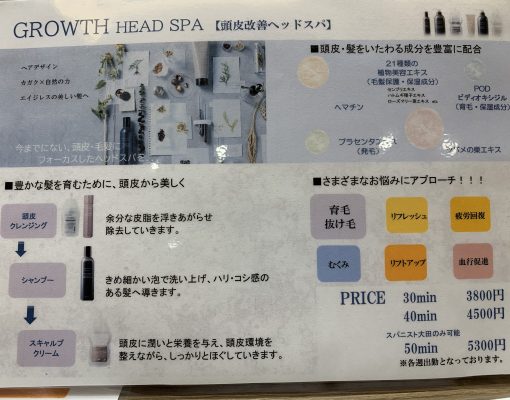 GROWTH HEAD SPA 【頭皮改善ヘッドスパ】
ヘアデザイン
カガク×自然の力
エイジレスの美しい髪へ
今までにない、頭皮・毛髪に
フォーカスしたヘッドスパを
■頭皮・髪をいたわる成分を豊富に配合
21種類の
植物美容エキス
(毛髪保護・保湿成分)
センブリエキス
ローズマリー葉エキス etc
POD
ピディオキシジル
(育毛・保湿成分)
ヘマチン
プラセンタエキス
(発毛)
ツバメの巣エキス
■豊かな髪を育むために、頭皮から美しく
頭皮
クレンジング
余分な皮脂を浮きあがらせ
除去していきます。
シャンプー
きめ細かい泡で洗い上げ、ハリ・コシ感の
ある髪へ導きます。
スキャルプ
クリーム
頭皮に潤いと栄養を与え、頭皮環境を
整えながら、しっかりとほぐしていきます。
■さまざまなお悩みにアプローチ！！！
育毛
抜け毛
リフレッシュ
疲労回復
むくみ
リフトアップ
血行促進
PRICE 30min 3800円
40min 4500円
スパニスト大田のみ可能
50min 5300円
※各週出勤となっております。